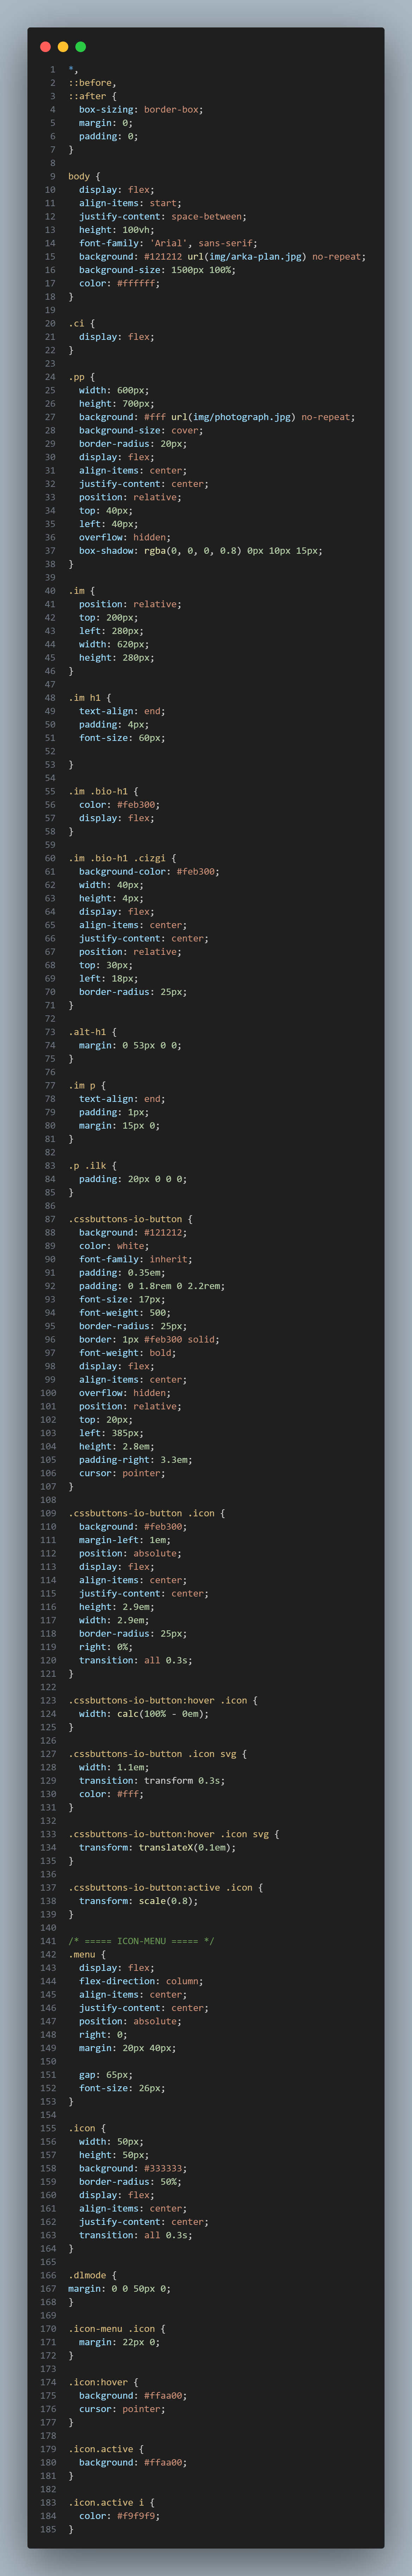 1 *,
2 ::before,
3 ::after {
4 box-sizing: border-box;
5 margin: 0;
6 padding: 0;
7 }
8
9 body {
10 display: flex;
11 align-items: start;
12 justify-content: space-between;
13 height: 100vh;
14 font-family: 'Arial', sans-serif;
15 background: #121212 url(img/arka-plan.jpg) no-repeat;
16 background-size: 1500px 100%;
17 color: #ffffff;
18 }
19
20 .ci {
21 display: flex;
22 }
23
24 .pp {
25 width: 600px;
26 height: 700px;
27 background: #fff url(img/photograph.jpg) no-repeat;
28 background-size: cover;
29 border-radius: 20px;
30 display: flex;
31 align-items: center;
32 justify-content: center;
33 position: relative;
34 top: 40px;
35 left: 40px;
36 overflow: hidden;
37 box-shadow: rgba(0, 0, 0, 0.8) 0px 10px 15px;
38 }
39
40 .im {
41 position: relative;
42 top: 200px;
43 left: 280px;
44 width: 620px;
45 height: 280px;
46 }
47
48 .im h1 {
49 text-align: end;
50 padding: 4px;
51 font-size: 60px;
52
53 }
54
55 .im .bio-h1 {
56 color: #feb300;
57 display: flex;
58 }
59
60 .im .bio-h1 .cizgi {
61 background-color: #feb300;
62 width: 40px;
63 height: 4px;
64 display: flex;
65 align-items: center;
66 justify-content: center;
67 position: relative;
68 top: 30px;
69 left: 18px;
70 border-radius: 25px;
71 }
72
73 .alt-h1 {
74 margin: 0 53px 0 0;
75 }
76
77 .im p {
78 text-align: end;
79 padding: 1px;
80 margin: 15px 0;
81 }
82
83 .p .ilk {
84 padding: 20px 0 0 0;
85 }
86
87 .cssbuttons-io-button {
88 background: #121212;
89 color: white;
90 font-family: inherit;
91 padding: 0.35em;
92 padding: 0 1.8rem 0 2.2rem;
93 font-size: 17px;
94 font-weight: 500;
95 border-radius: 25px;
96 border: 1px #feb300 solid;
97 font-weight: bold;
98 display: flex;
99 align-items: center;
100 overflow: hidden;
101 position: relative;
102 top: 20px;
103 left: 385px;
104 height: 2.8em;
105 padding-right: 3.3em;
106 cursor: pointer;
107 }
108
109 .cssbuttons-io-button .icon {
110 background: #feb300;
111 margin-left: 1em;
112 position: absolute;
113 display: flex;
114 align-items: center;
115 justify-content: center;
116 height: 2.9em;
117 width: 2.9em;
118 border-radius: 25px;
119 right: 0%;
120 transition: all 0.3s;
121 }
122
123 .cssbuttons-io-button:hover .icon {
124 width: calc(100% - 0em);
125 }
126
127 .cssbuttons-io-button .icon svg {
128 width: 1.1em;
129 transition: transform 0.3s;
130 color: #fff;
131 }
132
133 .cssbuttons-io-button:hover .icon svg {
134 transform: translateX(0.1em);
135 }
136
137 .cssbuttons-io-button:active .icon {
138 transform: scale(0.8);
139 }
140
141 /* ===== ICON-MENU ===== */
142 .menu {
143 display: flex;
144 flex-direction: column;
145 align-items: center;
146 justify-content: center;
147 position: absolute;
148 right: 0;
149 margin: 20px 40px;
150
151 gap: 65px;
152 font-size: 26px;
153 }
154
155 .icon {
156 width: 50px;
157 height: 50px;
158 background: #333333;
159 border-radius: 50%;
160 display: flex;
161 align-items: center;
162 justify-content: center;
163 transition: all 0.3s;
164 }
165
166 .dlmode {
167 margin: 0 0 50px 0;
168 }
169
170 .icon-menu .icon {
171 margin: 22px 0;
172 }
173
174 .icon:hover {
175 background: #ffaa00;
176 cursor: pointer;
177 }
178
179 .icon.active {
180 background: #ffaa00;
181 }
182
183 .icon.active i {
184 color: #f9f9f9;
185 }